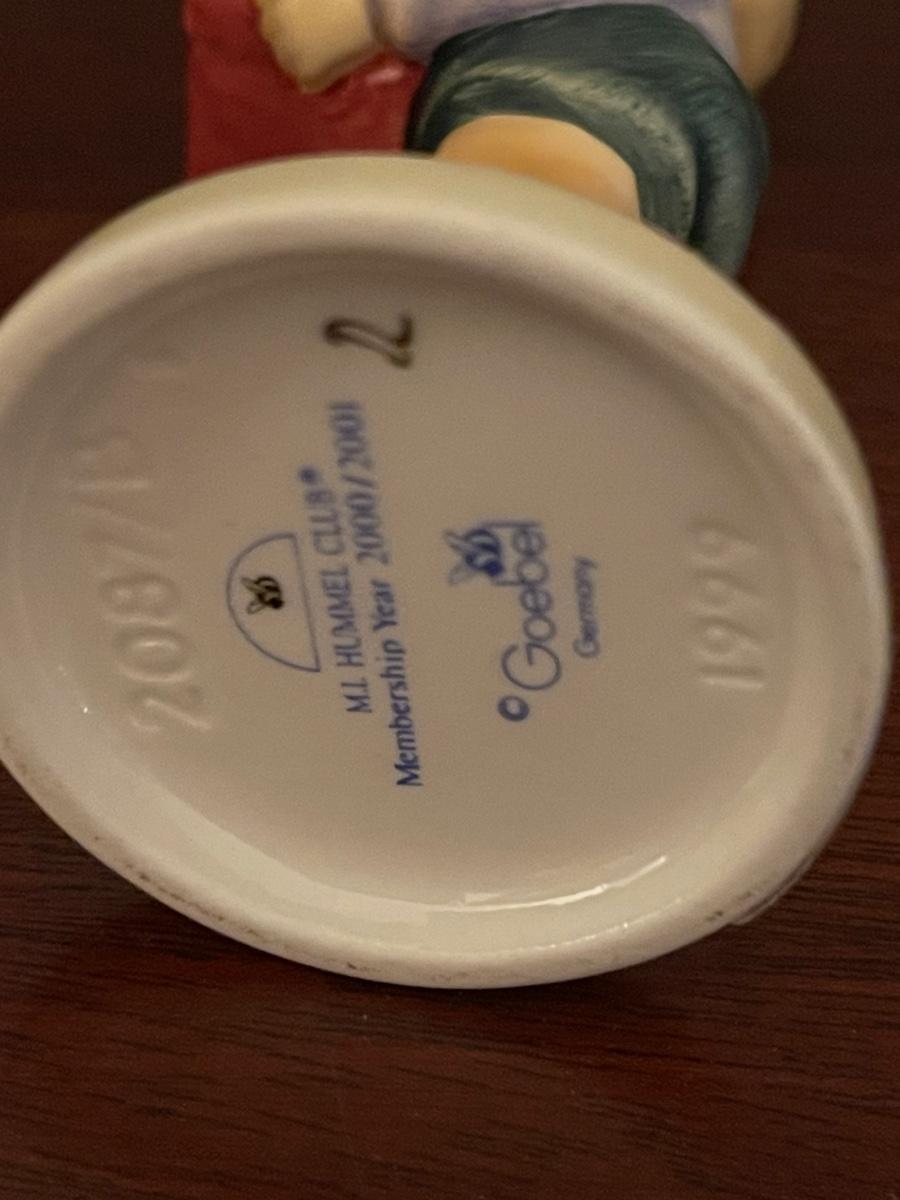 2087/B
M.I. HUMMEL CLUB®
Membership Year 2000/2001
© Goebel
Germany
1999